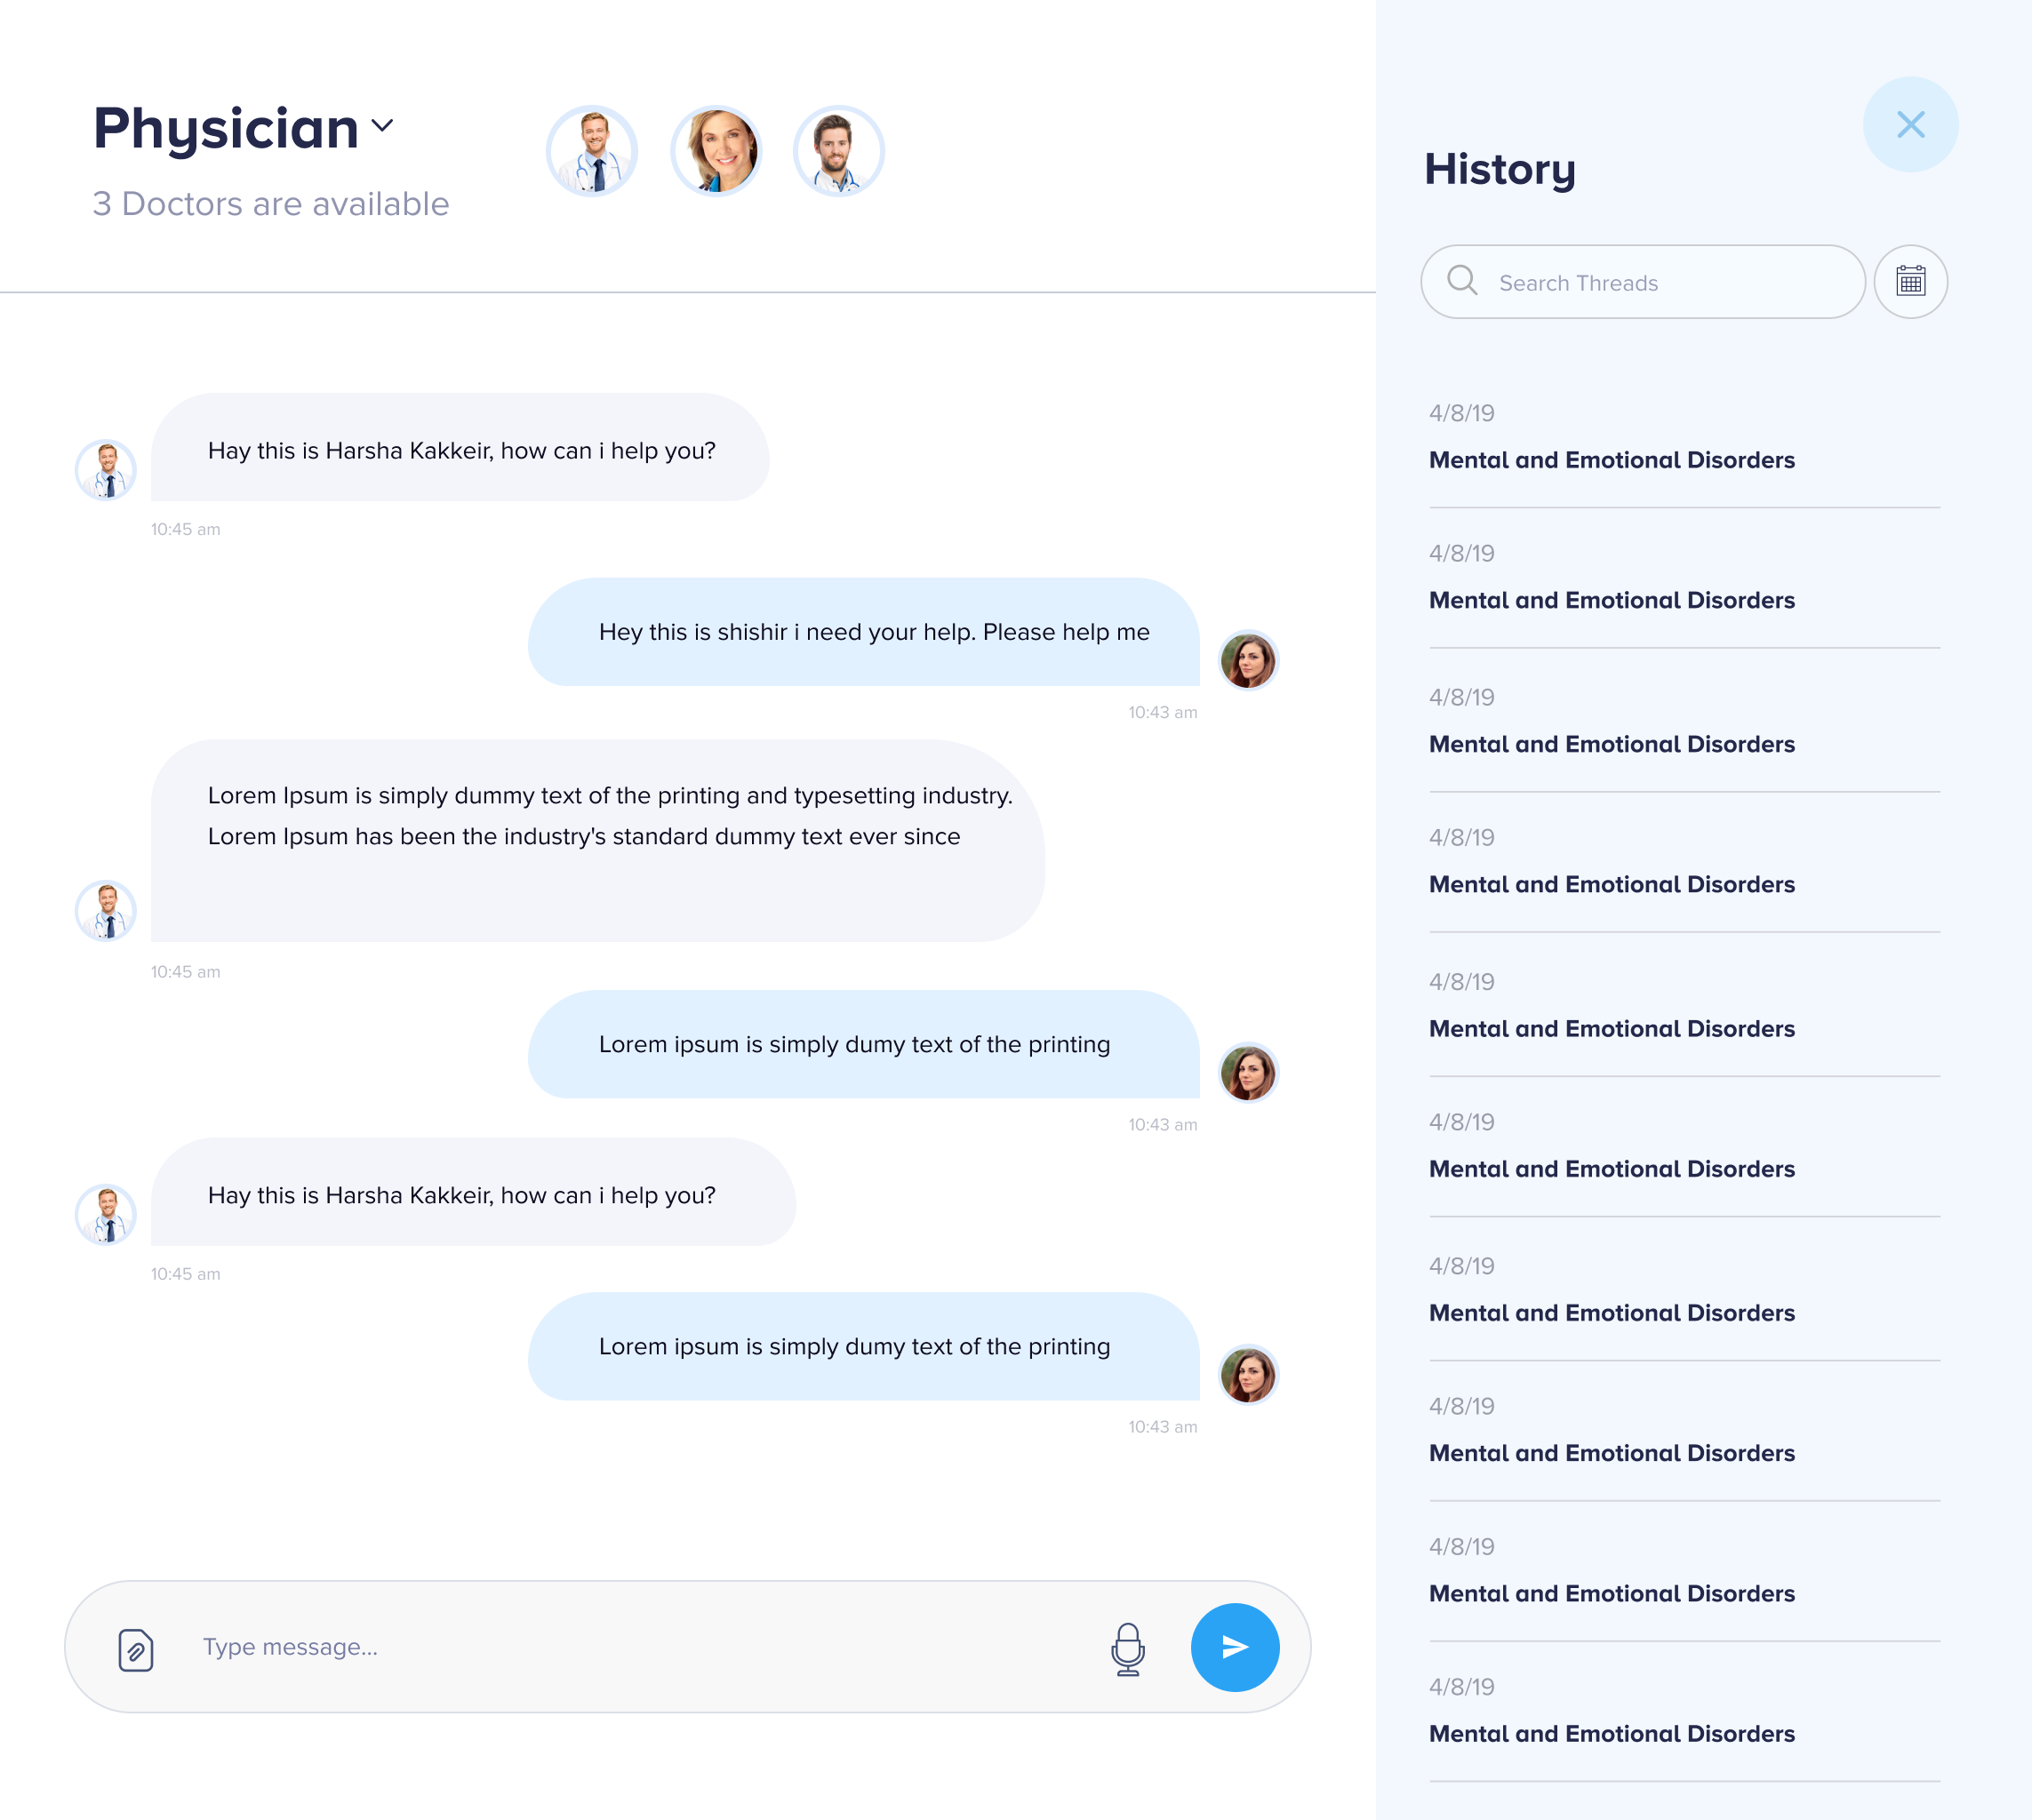 Physician
3 Doctors are available
Hay this is Harsha Kakkeir, how can i help you?
10:45 am
Hey this is shishir i need your help. Please help me
10:43 am
Lorem Ipsum is simply dummy text of the printing and typesetting industry.
Lorem Ipsum has been the industry's standard dummy text ever since
10:45 am
Lorem ipsum is simply dumy text of the printing
10:43 am
Hay this is Harsha Kakkeir, how can i help you?
10:45 am
Lorem ipsum is simply dumy text of the printing
10:43 am
Type message...
History
Search Threads
4/8/19
Mental and Emotional Disorders
4/8/19
Mental and Emotional Disorders
4/8/19
Mental and Emotional Disorders
4/8/19
Mental and Emotional Disorders
4/8/19
Mental and Emotional Disorders
4/8/19
Mental and Emotional Disorders
4/8/19
Mental and Emotional Disorders
4/8/19
Mental and Emotional Disorders
4/8/19
Mental and Emotional Disorders
4/8/19
Mental and Emotional Disorders